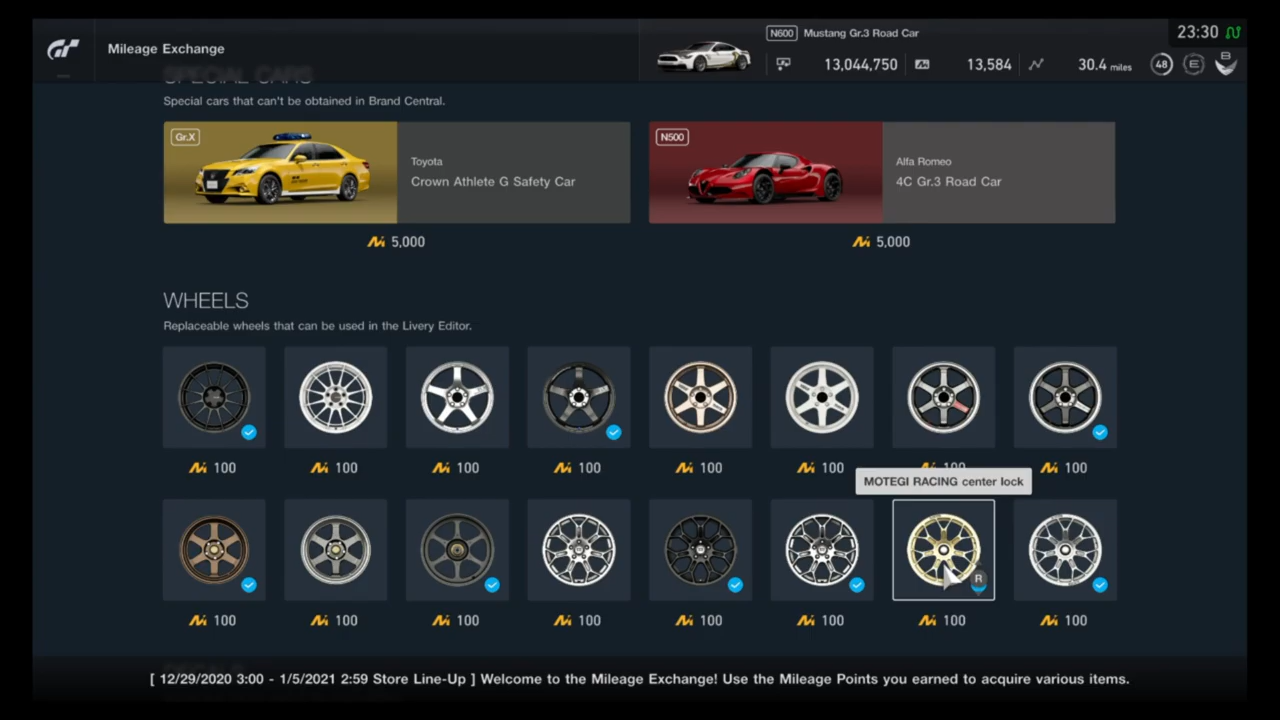 Mileage Exchange
N600 Mustang Gr.3 Road Car
23:30
13,044,750
13,584
30.4 miles
48
E
B
SPECIAL CARS
Special cars that can't be obtained in Brand Central.
Gr.X
Toyota
Crown Athlete G Safety Car
N500
Alfa Romeo
4C Gr.3 Road Car
5,000
5,000
WHEELS
Replaceable wheels that can be used in the Livery Editor.
100 100 100 100 100 100 100 100
MOTEGI RACING center lock
R
100 100 100 100 100 100 100 100
DECALS
[ 12/29/2020 3:00 - 1/5/2021 2:59 Store Line-Up ] Welcome to the Mileage Exchange! Use the Mileage Points you earned to acquire various items.